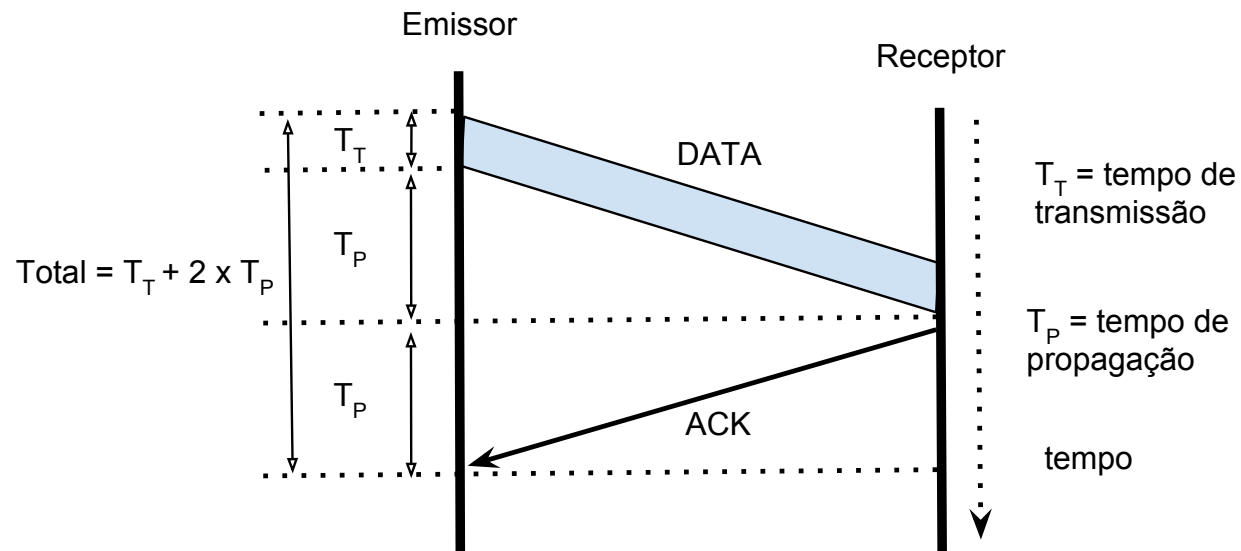 Emissor
Receptor
T_T
DATA
T_T = tempo de
transmissão
T_P
Total = T_T + 2 x T_P
T_P = tempo de
propagação
T_P
ACK
tempo